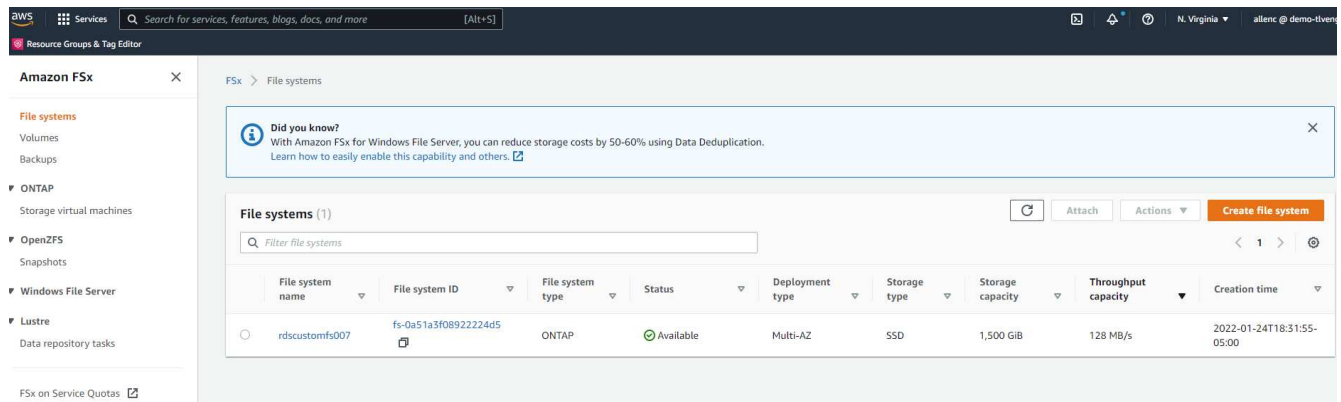 aws Services Search for services, features, blogs, docs, and more [Alt+S] N. Virginia ▼ allenc @ demo-tlveng
Resource Groups & Tag Editor
Amazon FSx
File systems
Volumes
Backups
ONTAP
Storage virtual machines
OpenZFS
Snapshots
Windows File Server
Lustre
Data repository tasks
FSx on Service Quotas
FSx > File systems
Did you know?
With Amazon FSx for Windows File Server, you can reduce storage costs by 50-60% using Data Deduplication.
Learn how to easily enable this capability and others.
File systems (1) Attach Actions ▼ Create file system
Filter file systems < 1 >
File system name File system ID File system type Status Deployment type Storage type Storage capacity Throughput capacity Creation time
rdscustomfs007 fs-0a51a3f08922224d5 ONTAP Available Multi-AZ SSD 1,500 GiB 128 MB/s 2022-01-24T18:31:55-05:00